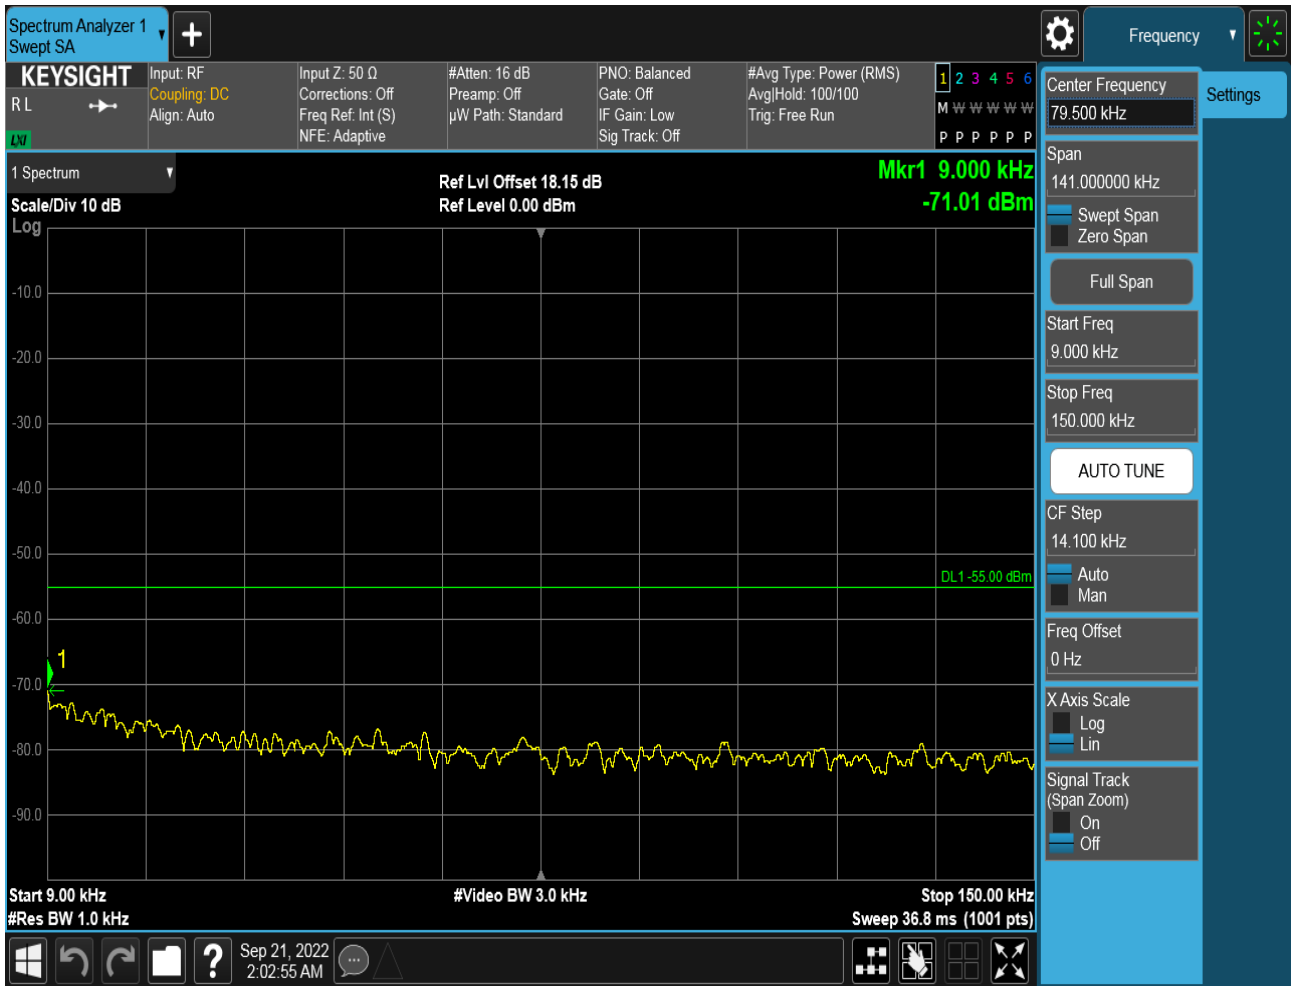 Spectrum Analyzer 1
Swept SA
Frequency
KEYSIGHT
R L
LXI
Input: RF
Coupling: DC
Align: Auto
Input Z: 50 Ω
Corrections: Off
Freq Ref: Int (S)
NFE: Adaptive
#Atten: 16 dB
Preamp: Off
µW Path: Standard
PNO: Balanced
Gate: Off
IF Gain: Low
Sig Track: Off
#Avg Type: Power (RMS)
Avg|Hold: 100/100
Trig: Free Run
1 2 3 4 5 6
M W W W W W
P P P P P P
1 Spectrum
Scale/Div 10 dB
Log
Ref Lvl Offset 18.15 dB
Ref Level 0.00 dBm
Mkr1 9.000 kHz
-71.01 dBm
-10.0
-20.0
-30.0
-40.0
-50.0
DL1 -55.00 dBm
-60.0
1
-70.0
-80.0
-90.0
Start 9.00 kHz
#Res BW 1.0 kHz
#Video BW 3.0 kHz
Stop 150.00 kHz
Sweep 36.8 ms (1001 pts)
Sep 21, 2022
2:02:55 AM
Center Frequency
79.500 kHz
Settings
Span
141.000000 kHz
Swept Span
Zero Span
Full Span
Start Freq
9.000 kHz
Stop Freq
150.000 kHz
AUTO TUNE
CF Step
14.100 kHz
Auto
Man
Freq Offset
0 Hz
X Axis Scale
Log
Lin
Signal Track
(Span Zoom)
On
Off